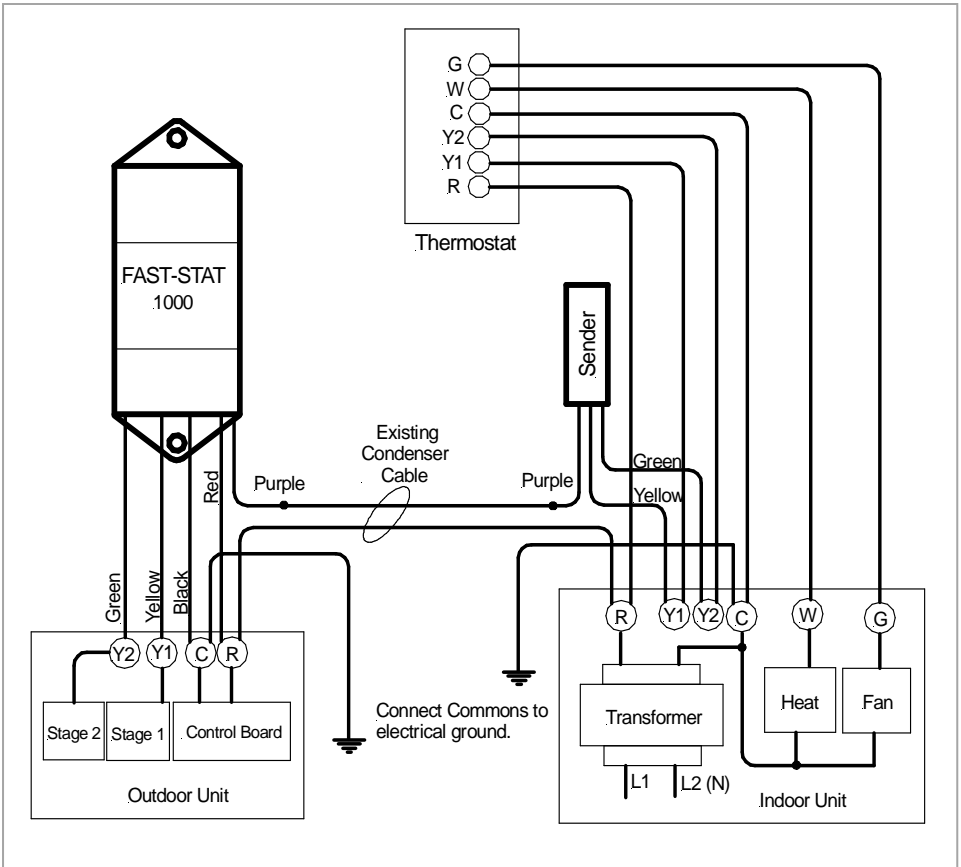 G
W
C
Y2
Y1
R
Thermostat
FAST-STAT
1000
Sender
Existing
Condenser
Cable
Purple
Purple
Green
Yellow
Red
Green
Yellow
Black
R
Y1
Y2
C
W
G
Y2
Y1
C
R
Stage 2
Stage 1
Control Board
Outdoor Unit
Connect Commons to
electrical ground.
Transformer
Heat
Fan
L1
L2 (N)
Indoor Unit